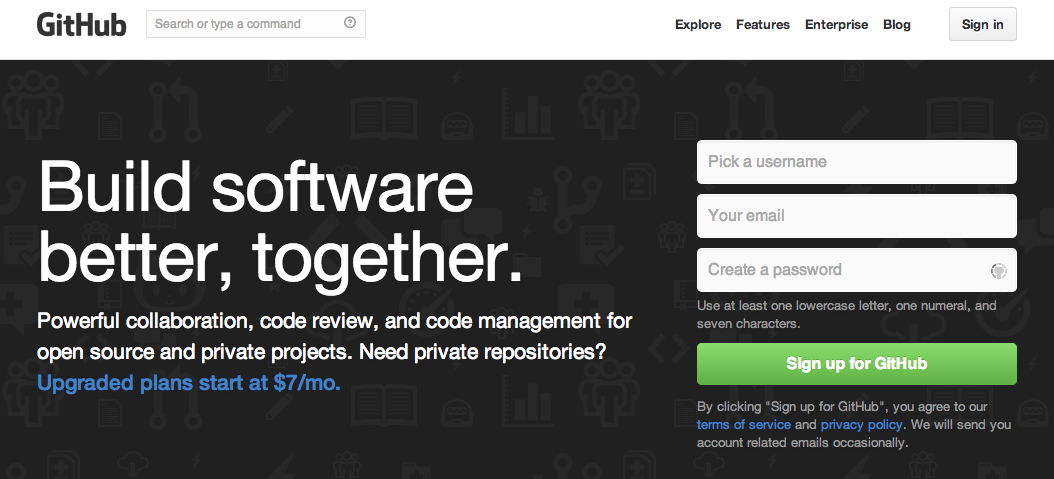 GitHub
Search or type a command
Explore Features Enterprise Blog
Sign in
Build software
better, together.
Powerful collaboration, code review, and code management for
open source and private projects. Need private repositories?
Upgraded plans start at $7/mo.
Pick a username
Your email
Create a password
Use at least one lowercase letter, one numeral, and
seven characters.
Sign up for GitHub
By clicking "Sign up for GitHub", you agree to our
terms of service and privacy policy. We will send you
account related emails occasionally.